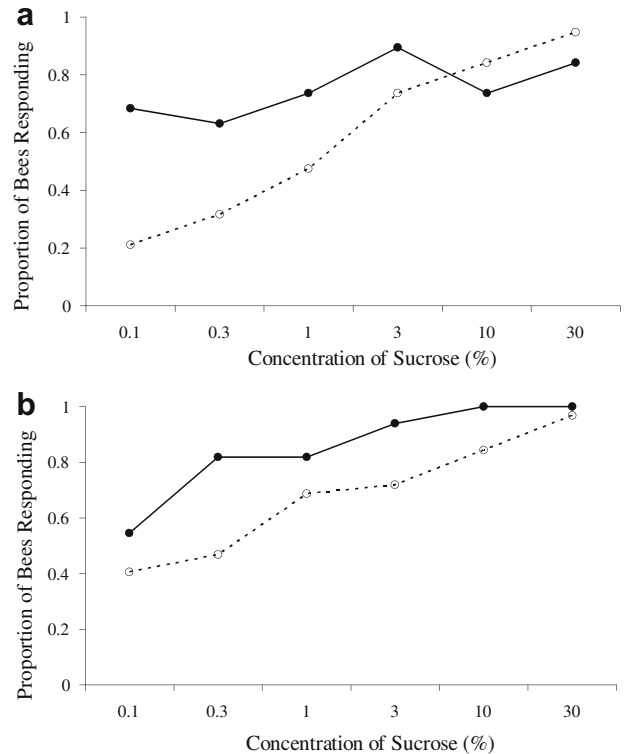 a
Proportion of Bees Responding
1
0.8
0.6
0.4
0.2
0
0.1 0.3 1 3 10 30
Concentration of Sucrose (%)
b
Proportion of Bees Responding
1
0.8
0.6
0.4
0.2
0
0.1 0.3 1 3 10 30
Concentration of Sucrose (%)